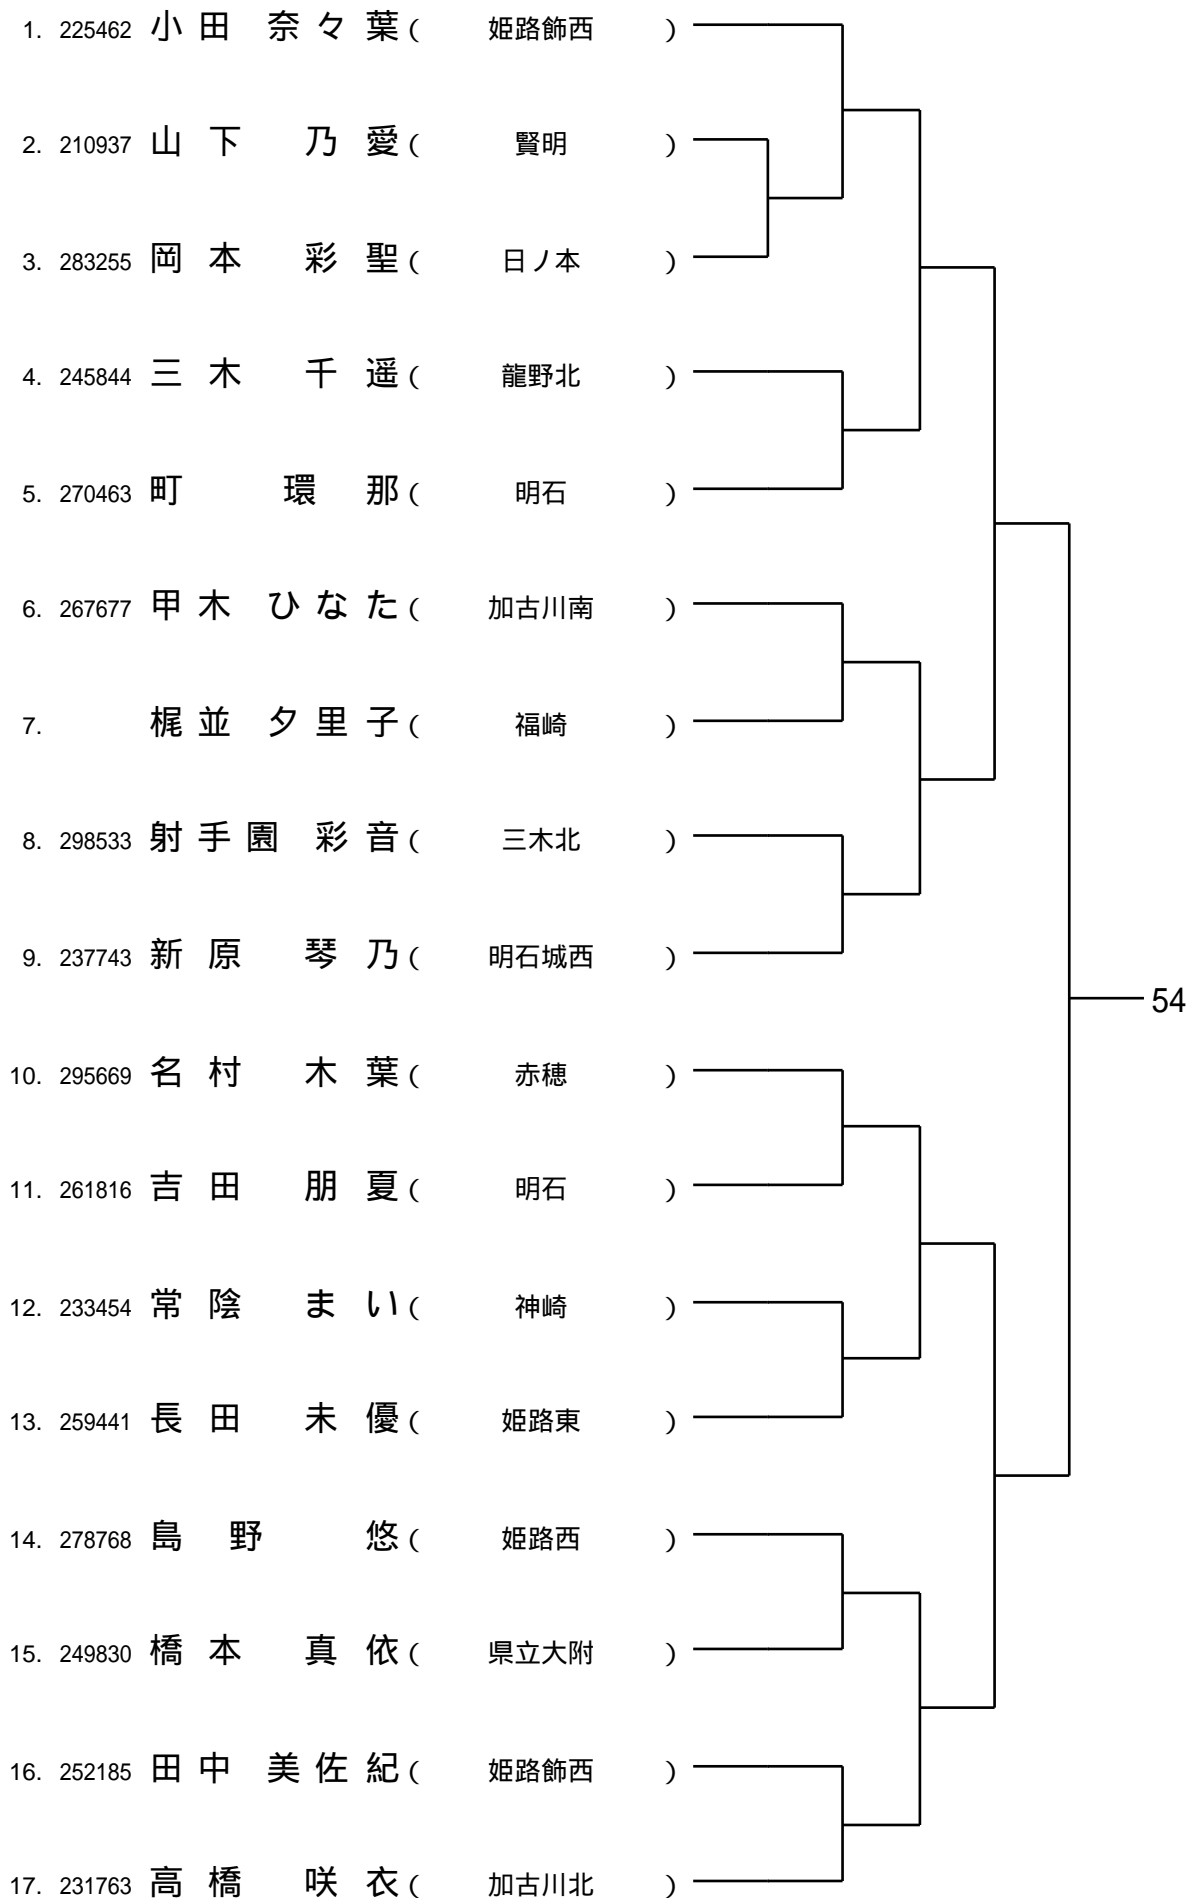 1. 225462 小田 奈々葉 ( 姫路飾西 )
2. 210937 山下 乃愛 ( 賢明 )
3. 283255 岡本 彩聖 ( 日ノ本 )
4. 245844 三木 千遥 ( 龍野北 )
5. 270463 町 環那 ( 明石 )
6. 267677 甲木 ひなた ( 加古川南 )
7. 梶並 夕里子 ( 福崎 )
8. 298533 射手園 彩音 ( 三木北 )
9. 237743 新原 琴乃 ( 明石城西 )
54
10. 295669 名村 木葉 ( 赤穂 )
11. 261816 吉田 朋夏 ( 明石 )
12. 233454 常陰 まい ( 神崎 )
13. 259441 長田 未優 ( 姫路東 )
14. 278768 島野 悠 ( 姫路西 )
15. 249830 橋本 真依 ( 県立大附 )
16. 252185 田中 美佐紀 ( 姫路飾西 )
17. 231763 高橋 咲衣 ( 加古川北 )